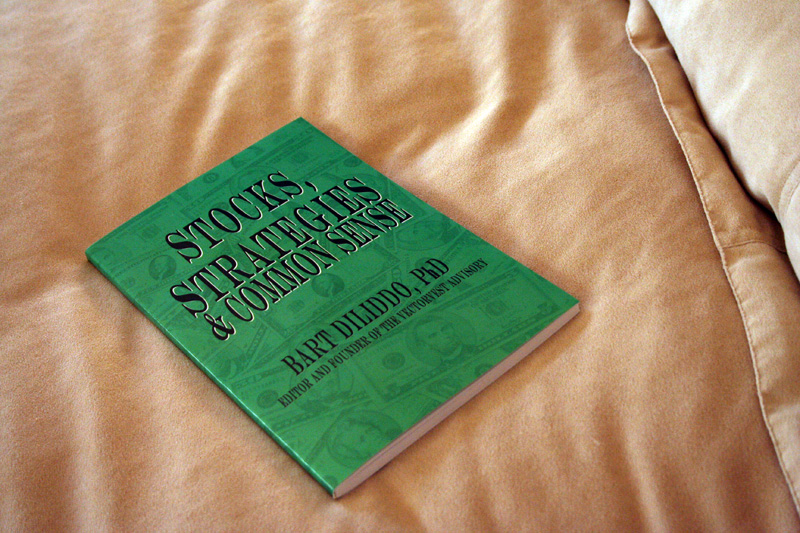 STOCKS,
STRATEGIES
& COMMON SENSE
BART DILIDDO, PhD
EDITOR AND FOUNDER OF THE VECTORVEST ADVISORY